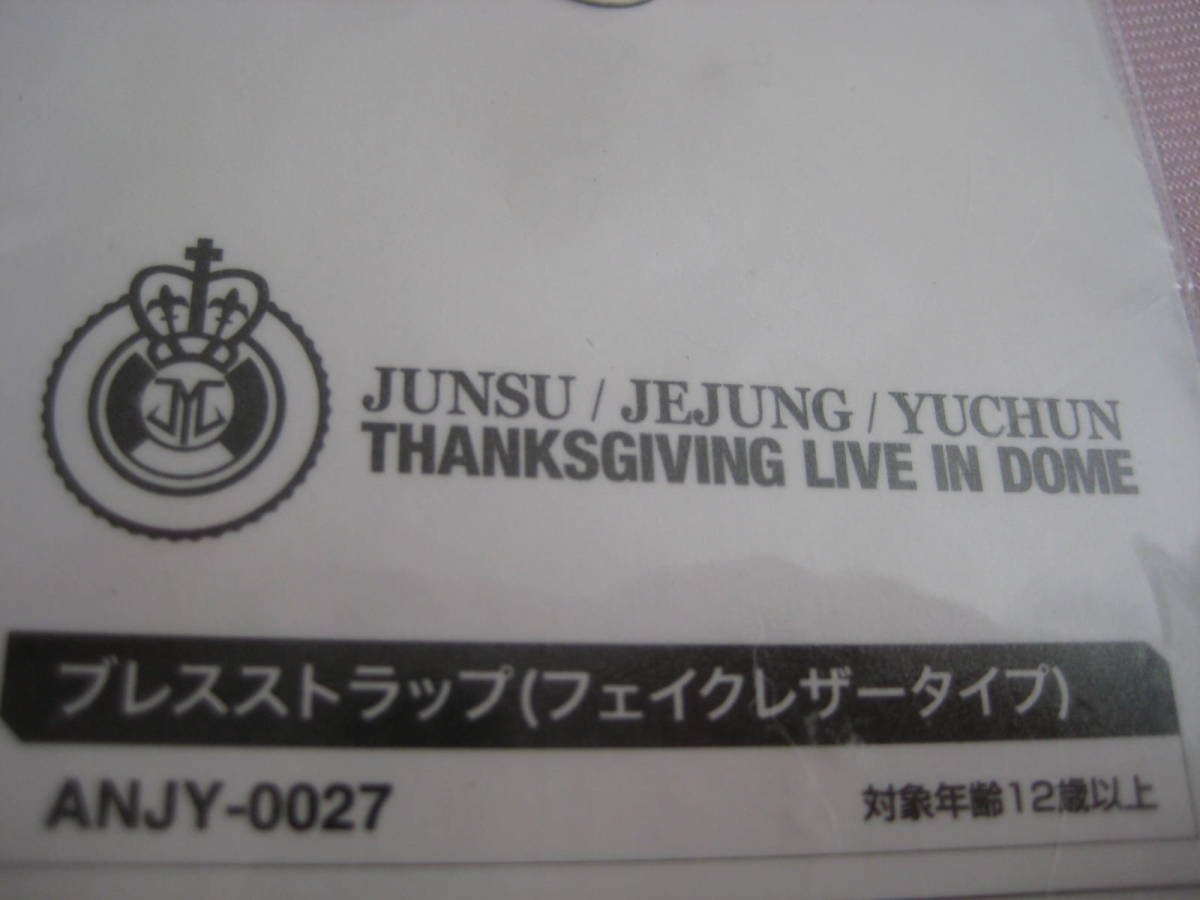 JUNSU / JEJUNG / YUCHUN
THANKSGIVING LIVE IN DOME
ブレスストラップ(フェイクレザータイプ)
ANJY-0027
対象年齢12歳以上